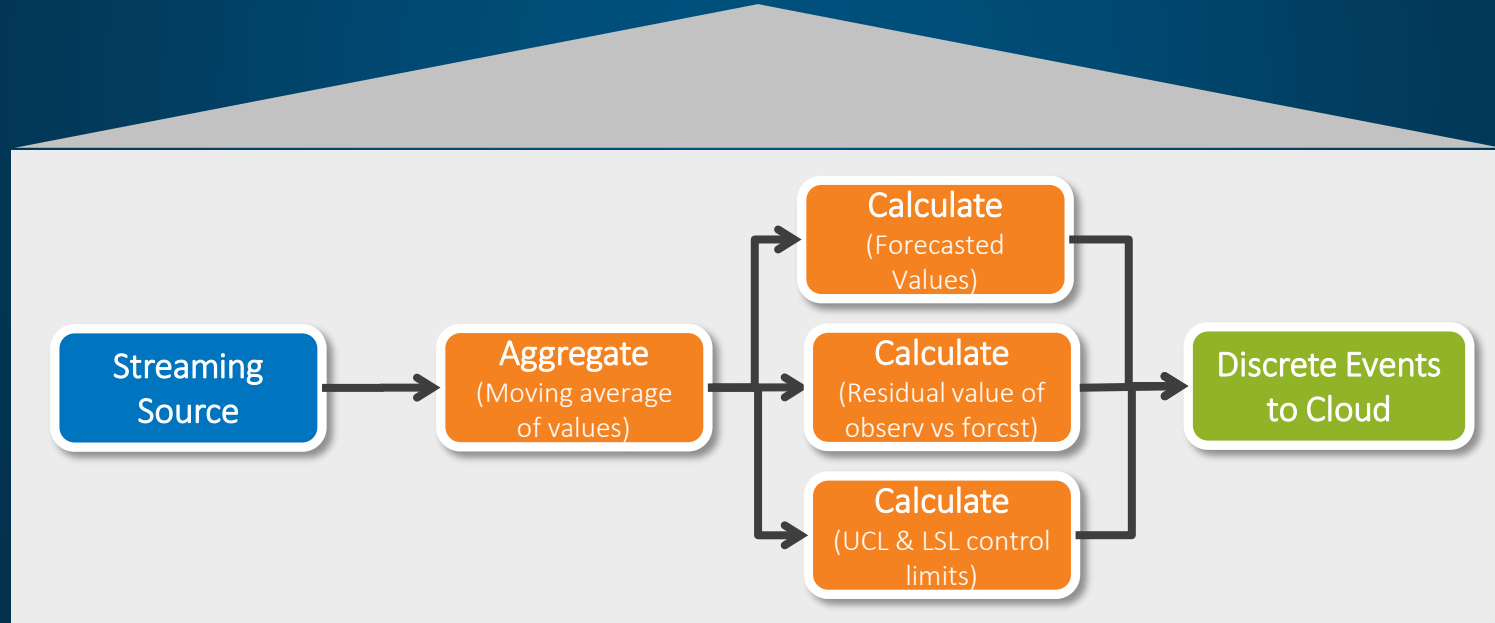 Streaming
Source
Aggregate
(Moving average
of values)
Calculate
(Forecasted
Values)
Calculate
(Residual value of
observ vs forcst)
Calculate
(UCL & LSL control
limits)
Discrete Events
to Cloud